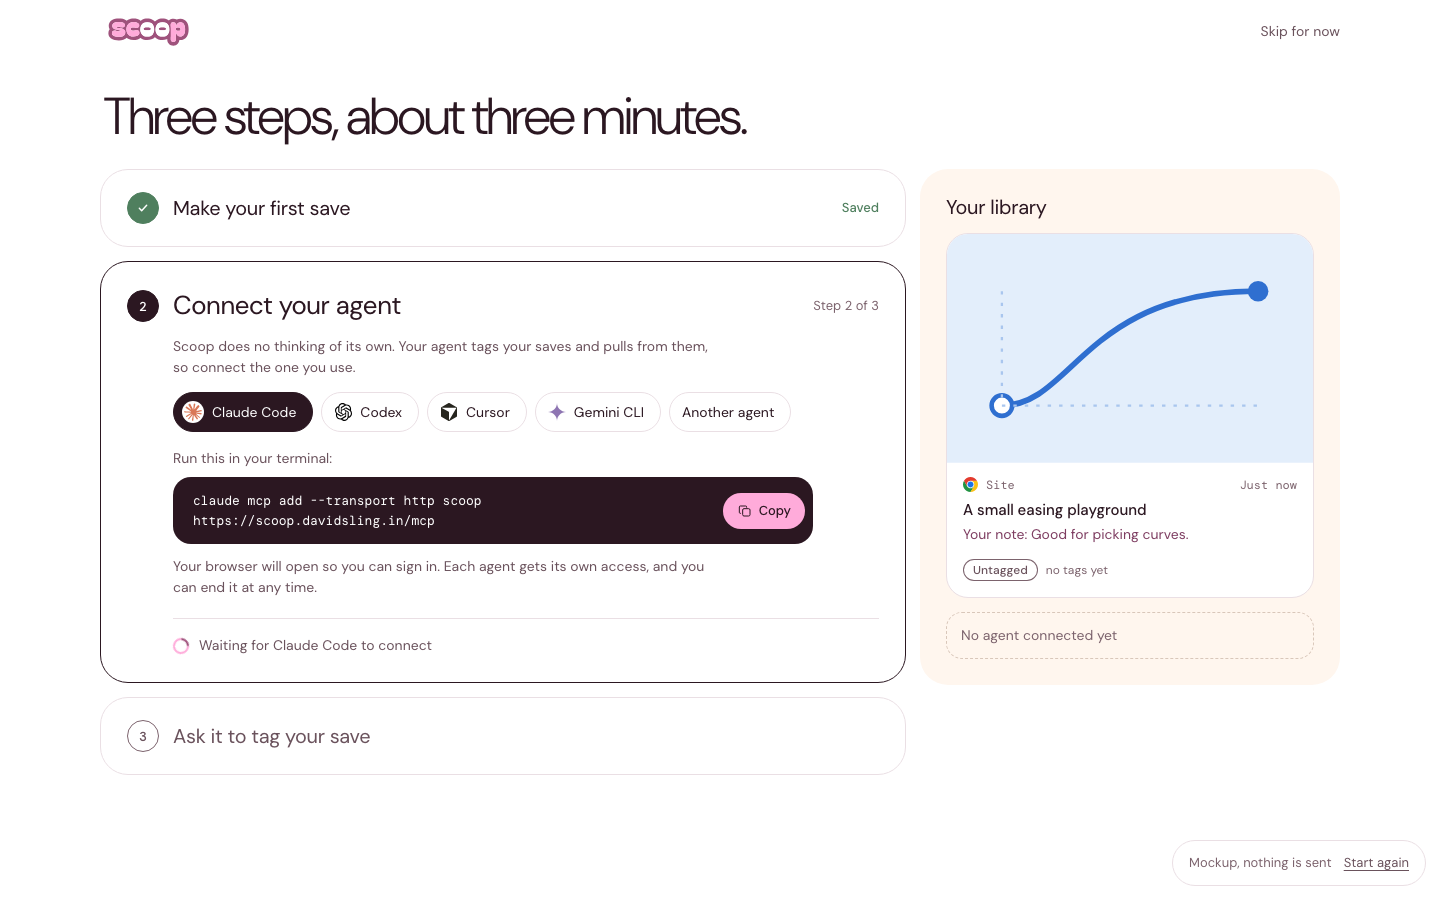 scoop
Skip for now
Three steps, about three minutes.
Make your first save
Saved
2
Connect your agent
Step 2 of 3
Scoop does no thinking of its own. Your agent tags your saves and pulls from them,
so connect the one you use.
Claude Code
Codex
Cursor
Gemini CLI
Another agent
Run this in your terminal:
claude mcp add --transport http scoop
https://scoop.davidsling.in/mcp
Copy
Your browser will open so you can sign in. Each agent gets its own access, and you
can end it at any time.
Waiting for Claude Code to connect
3
Ask it to tag your save
Your library
Site
Just now
A small easing playground
Your note: Good for picking curves.
Untagged
no tags yet
No agent connected yet
Mockup, nothing is sent
Start again